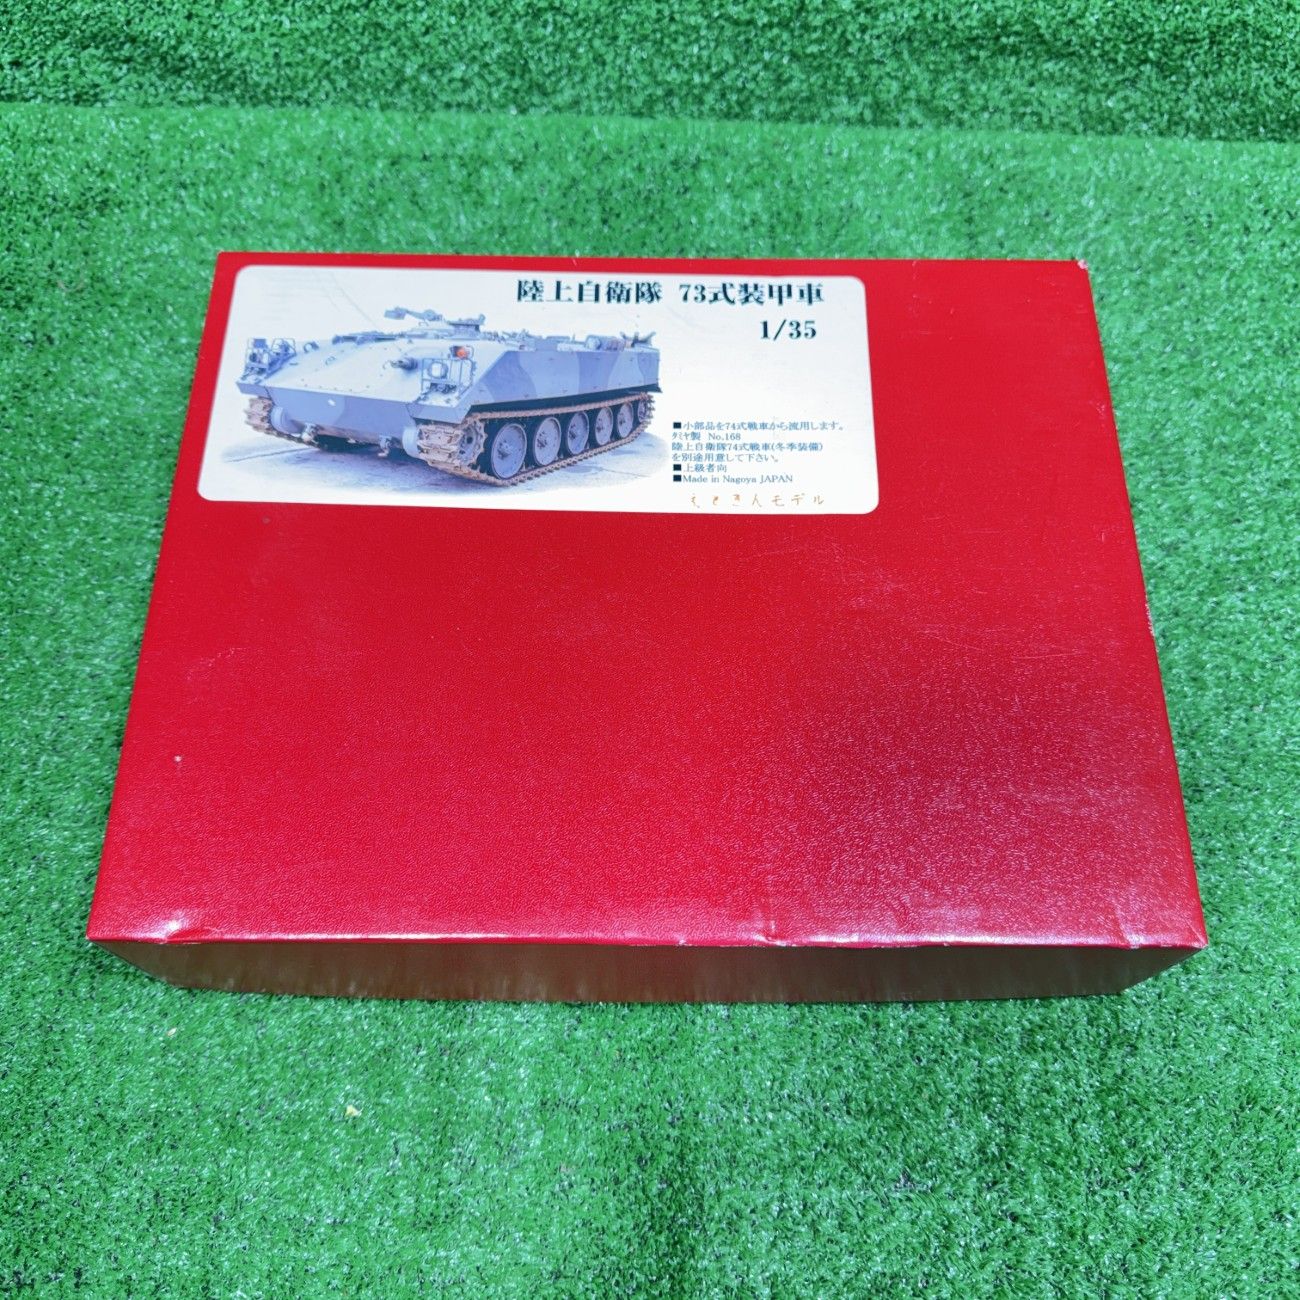 陸上自衛隊 73式装甲車
1/35
■小部品を74式戦車から流用します。
ﾀﾐﾔ製 No.168
陸上自衛隊74式戦車(冬季装備)
を別途用意して下さい。
■上級者向
■Made in Nagoya JAPAN
えときんモデル